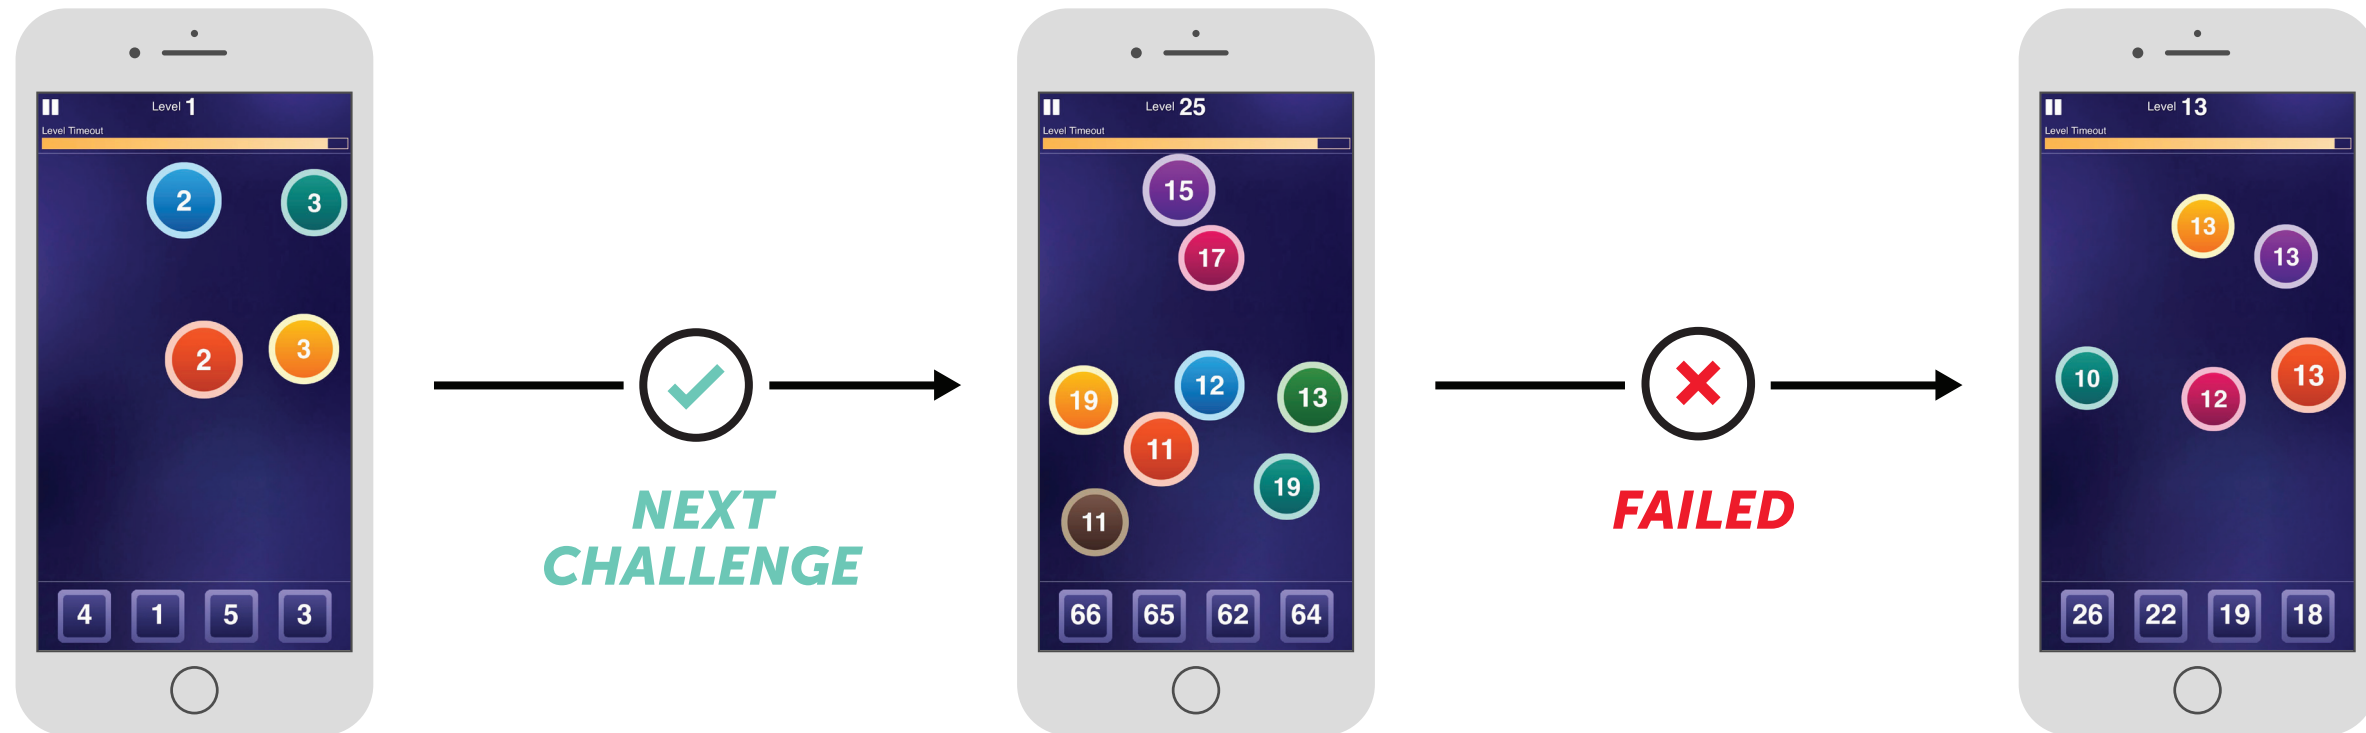 Level 1
Level Timeout
2
3
2
3
4 1 5 3
NEXT
CHALLENGE
Level 25
Level Timeout
15
17
12
13
19
11
19
11
66 65 62 64
FAILED
Level 13
Level Timeout
13
13
10
12
13
26 22 19 18